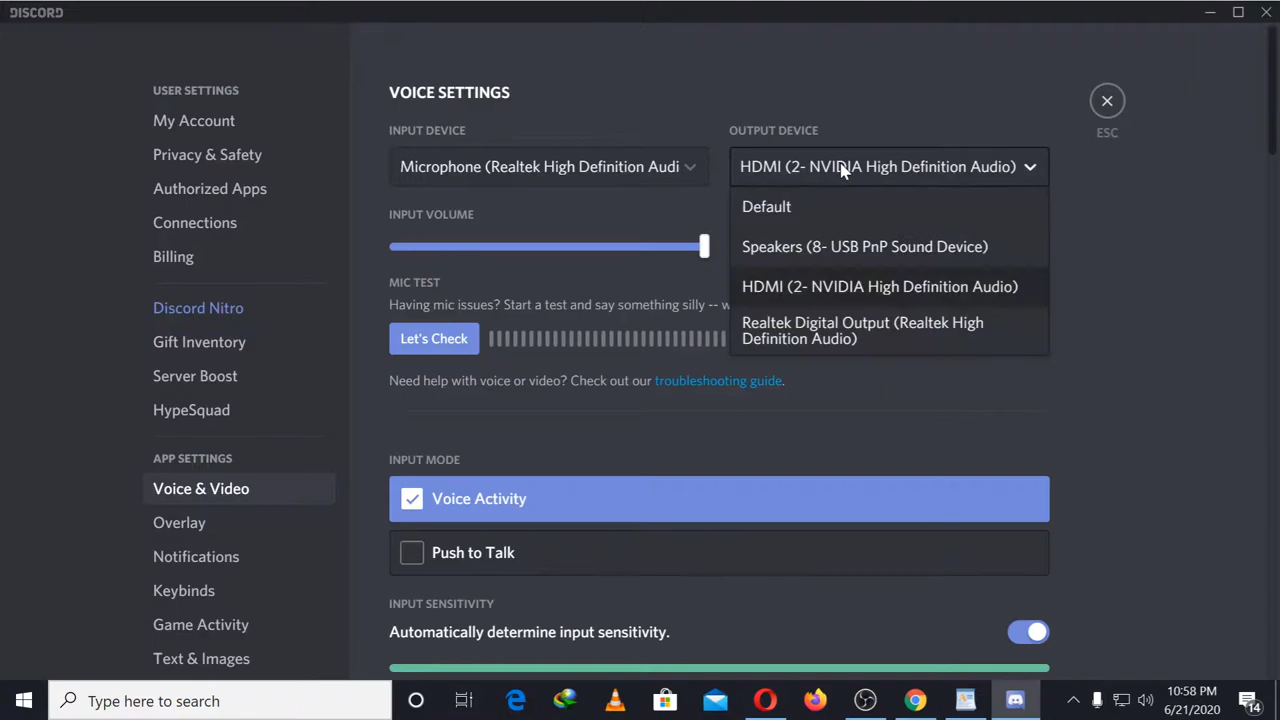 DISCORD
USER SETTINGS
My Account
Privacy & Safety
Authorized Apps
Connections
Billing
Discord Nitro
Gift Inventory
Server Boost
HypeSquad
APP SETTINGS
Voice & Video
Overlay
Notifications
Keybinds
Game Activity
Text & Images
VOICE SETTINGS
INPUT DEVICE
Microphone (Realtek High Definition Audi
OUTPUT DEVICE
HDMI (2- NVIDIA High Definition Audio)
Default
Speakers (8- USB PnP Sound Device)
HDMI (2- NVIDIA High Definition Audio)
Realtek Digital Output (Realtek High
Definition Audio)
ESC
INPUT VOLUME
MIC TEST
Having mic issues? Start a test and say something silly -- w
Let's Check
Need help with voice or video? Check out our troubleshooting guide.
INPUT MODE
Voice Activity
Push to Talk
INPUT SENSITIVITY
Automatically determine input sensitivity.
Type here to search
10:58 PM
6/21/2020
14